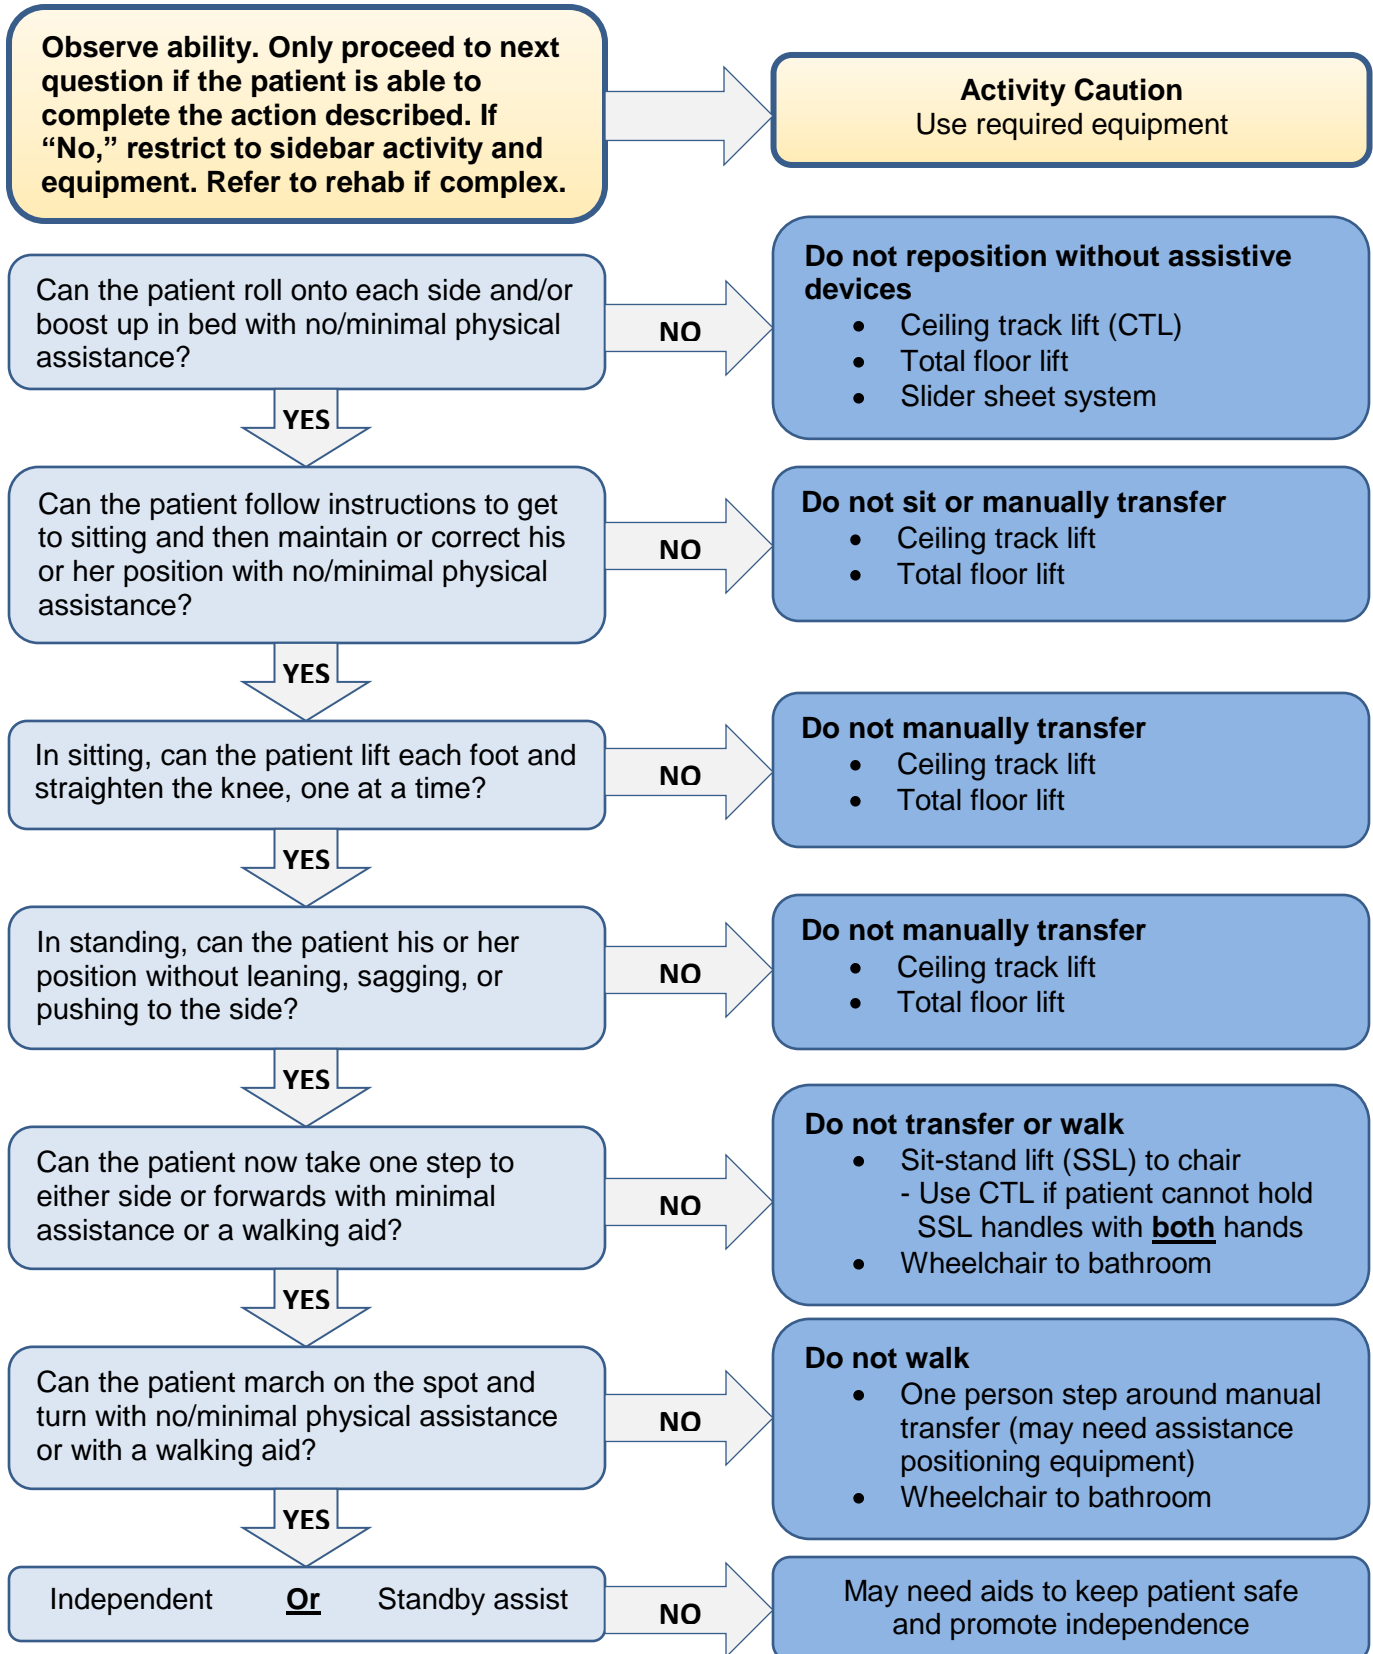 Observe ability. Only proceed to next
question if the patient is able to
complete the action described. If
“No,” restrict to sidebar activity and
equipment. Refer to rehab if complex.
Activity Caution
Use required equipment
Can the patient roll onto each side and/or
boost up in bed with no/minimal physical
assistance?
NO
Do not reposition without assistive
devices
• Ceiling track lift (CTL)
• Total floor lift
• Slider sheet system
YES
Can the patient follow instructions to get
to sitting and then maintain or correct his
or her position with no/minimal physical
assistance?
NO
Do not sit or manually transfer
• Ceiling track lift
• Total floor lift
YES
In sitting, can the patient lift each foot and
straighten the knee, one at a time?
NO
Do not manually transfer
• Ceiling track lift
• Total floor lift
YES
In standing, can the patient his or her
position without leaning, sagging, or
pushing to the side?
NO
Do not manually transfer
• Ceiling track lift
• Total floor lift
YES
Can the patient now take one step to
either side or forwards with minimal
assistance or a walking aid?
NO
Do not transfer or walk
• Sit-stand lift (SSL) to chair
- Use CTL if patient cannot hold
SSL handles with both hands
• Wheelchair to bathroom
YES
Can the patient march on the spot and
turn with no/minimal physical assistance
or with a walking aid?
NO
Do not walk
• One person step around manual
transfer (may need assistance
positioning equipment)
• Wheelchair to bathroom
YES
Independent Or Standby assist
NO
May need aids to keep patient safe
and promote independence